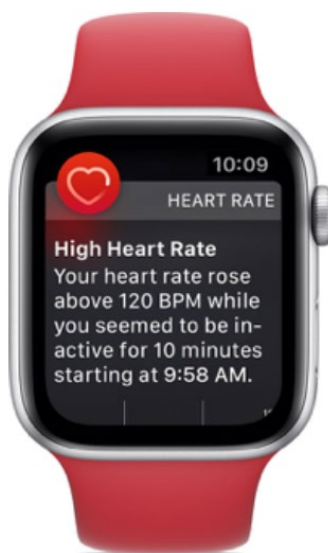 10:09
HEART RATE
High Heart Rate
Your heart rate rose
above 120 BPM while
you seemed to be in-
active for 10 minutes
starting at 9:58 AM.